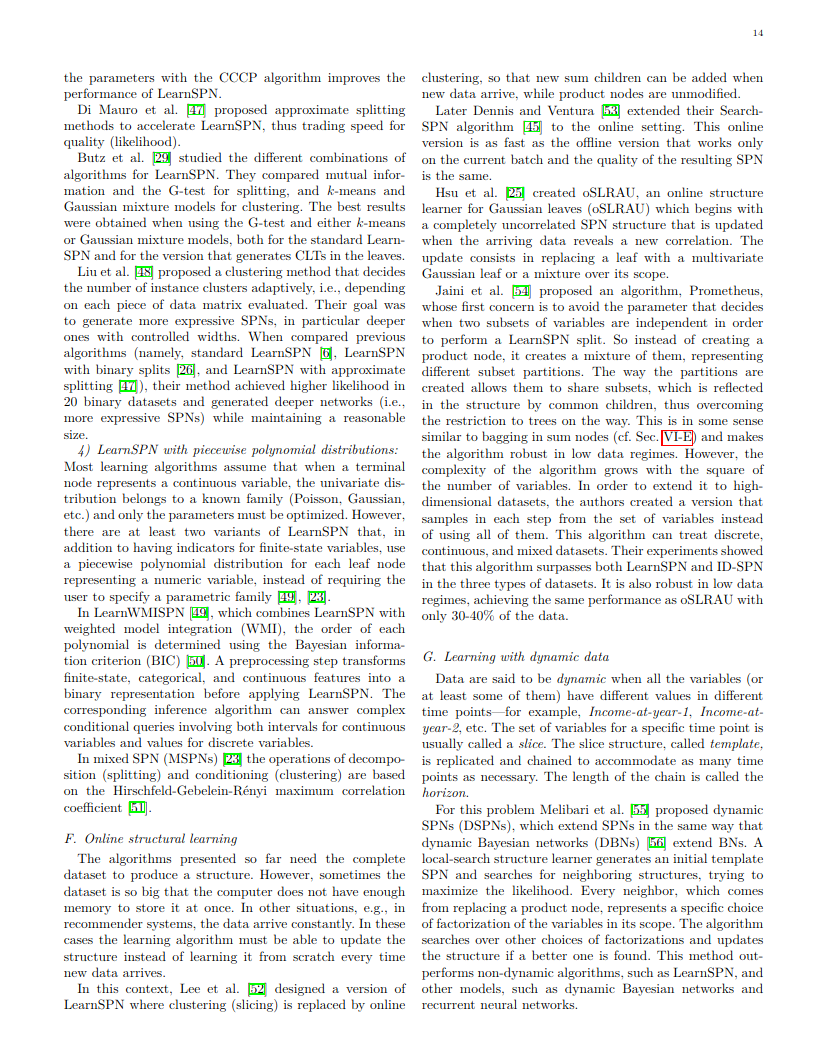 14
the parameters with the CCCP algorithm improves the
performance of LearnSPN.
Di Mauro et al. [47] proposed approximate splitting
methods to accelerate LearnSPN, thus trading speed for
quality (likelihood).
Butz et al. [29] studied the different combinations of
algorithms for LearnSPN. They compared mutual infor-
mation and the G-test for splitting, and k-means and
Gaussian mixture models for clustering. The best results
were obtained when using the G-test and either k-means
or Gaussian mixture models, both for the standard Learn-
SPN and for the version that generates CLTs in the leaves.
Liu et al. [48] proposed a clustering method that decides
the number of instance clusters adaptively, i.e., depending
on each piece of data matrix evaluated. Their goal was
to generate more expressive SPNs, in particular deeper
ones with controlled widths. When compared previous
algorithms (namely, standard LearnSPN [6], LearnSPN
with binary splits [26], and LearnSPN with approximate
splitting [47]), their method achieved higher likelihood in
20 binary datasets and generated deeper networks (i.e.,
more expressive SPNs) while maintaining a reasonable
size.
4) LearnSPN with piecewise polynomial distributions:
Most learning algorithms assume that when a terminal
node represents a continuous variable, the univariate dis-
tribution belongs to a known family (Poisson, Gaussian,
etc.) and only the parameters must be optimized. However,
there are at least two variants of LearnSPN that, in
addition to having indicators for finite-state variables, use
a piecewise polynomial distribution for each leaf node
representing a numeric variable, instead of requiring the
user to specify a parametric family [49], [23].
In LearnWMISPN [49], which combines LearnSPN with
weighted model integration (WMI), the order of each
polynomial is determined using the Bayesian informa-
tion criterion (BIC) [50]. A preprocessing step transforms
finite-state, categorical, and continuous features into a
binary representation before applying LearnSPN. The
corresponding inference algorithm can answer complex
conditional queries involving both intervals for continuous
variables and values for discrete variables.
In mixed SPN (MSPNs) [23] the operations of decompo-
sition (splitting) and conditioning (clustering) are based
on the Hirschfeld-Gebelein-Rényi maximum correlation
coefficient [51].
F. Online structural learning
The algorithms presented so far need the complete
dataset to produce a structure. However, sometimes the
dataset is so big that the computer does not have enough
memory to store it at once. In other situations, e.g., in
recommender systems, the data arrive constantly. In these
cases the learning algorithm must be able to update the
structure instead of learning it from scratch every time
new data arrives.
In this context, Lee et al. [52] designed a version of
LearnSPN where clustering (slicing) is replaced by online
clustering, so that new sum children can be added when
new data arrive, while product nodes are unmodified.
Later Dennis and Ventura [53] extended their Search-
SPN algorithm [45] to the online setting. This online
version is as fast as the offline version that works only
on the current batch and the quality of the resulting SPN
is the same.
Hsu et al. [25] created oSLRAU, an online structure
learner for Gaussian leaves (oSLRAU) which begins with
a completely uncorrelated SPN structure that is updated
when the arriving data reveals a new correlation. The
update consists in replacing a leaf with a multivariate
Gaussian leaf or a mixture over its scope.
Jaini et al. [54] proposed an algorithm, Prometheus,
whose first concern is to avoid the parameter that decides
when two subsets of variables are independent in order
to perform a LearnSPN split. So instead of creating a
product node, it creates a mixture of them, representing
different subset partitions. The way the partitions are
created allows them to share subsets, which is reflected
in the structure by common children, thus overcoming
the restriction to trees on the way. This is in some sense
similar to bagging in sum nodes (cf. Sec. VI-E) and makes
the algorithm robust in low data regimes. However, the
complexity of the algorithm grows with the square of
the number of variables. In order to extend it to high-
dimensional datasets, the authors created a version that
samples in each step from the set of variables instead
of using all of them. This algorithm can treat discrete,
continuous, and mixed datasets. Their experiments showed
that this algorithm surpasses both LearnSPN and ID-SPN
in the three types of datasets. It is also robust in low data
regimes, achieving the same performance as oSLRAU with
only 30-40% of the data.
G. Learning with dynamic data
Data are said to be dynamic when all the variables (or
at least some of them) have different values in different
time points—for example, Income-at-year-1, Income-at-
year-2, etc. The set of variables for a specific time point is
usually called a slice. The slice structure, called template,
is replicated and chained to accommodate as many time
points as necessary. The length of the chain is called the
horizon.
For this problem Melibari et al. [55] proposed dynamic
SPNs (DSPNs), which extend SPNs in the same way that
dynamic Bayesian networks (DBNs) [56] extend BNs. A
local-search structure learner generates an initial template
SPN and searches for neighboring structures, trying to
maximize the likelihood. Every neighbor, which comes
from replacing a product node, represents a specific choice
of factorization of the variables in its scope. The algorithm
searches over other choices of factorizations and updates
the structure if a better one is found. This method out-
performs non-dynamic algorithms, such as LearnSPN, and
other models, such as dynamic Bayesian networks and
recurrent neural networks.